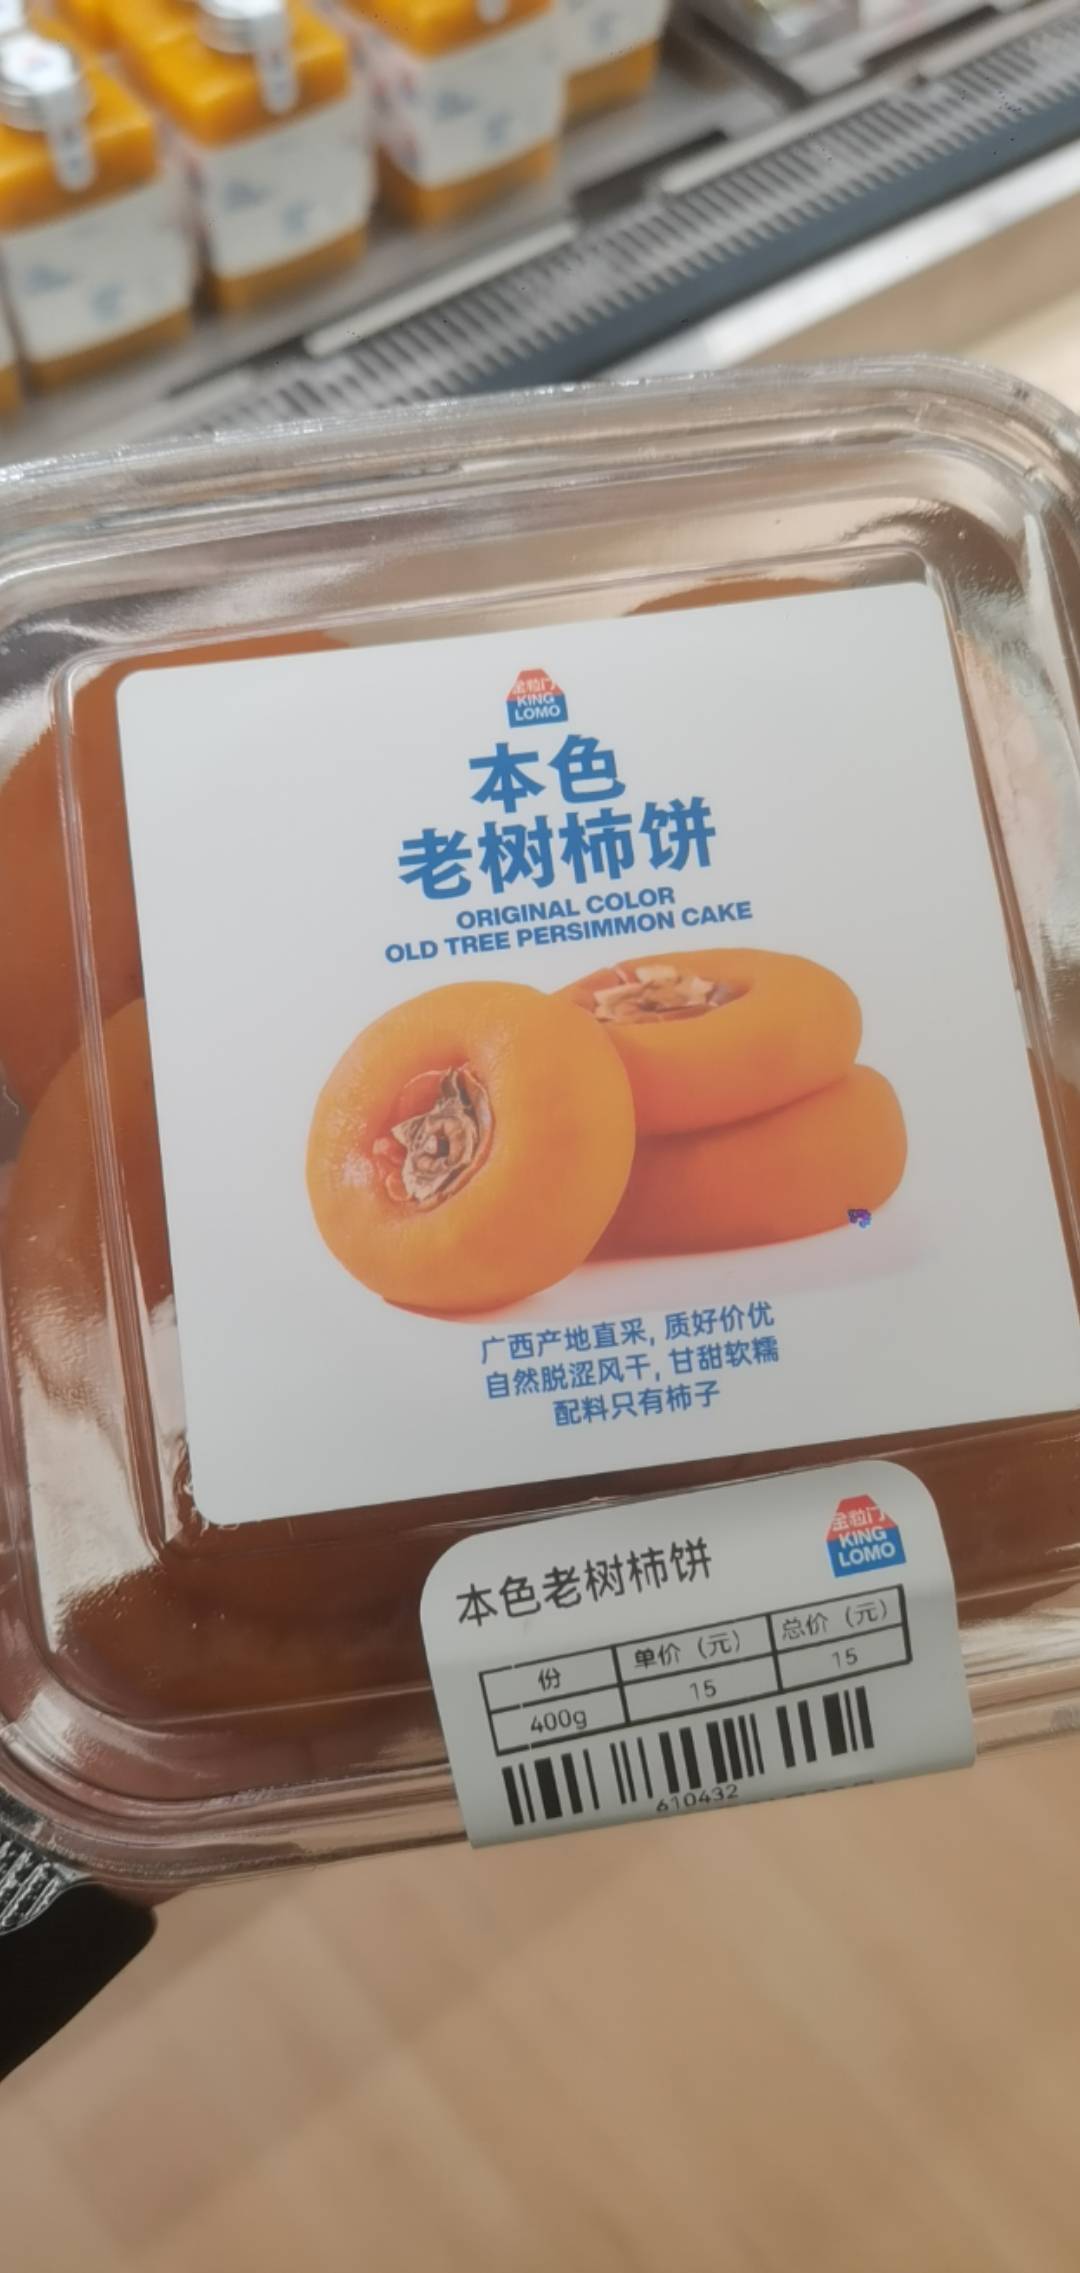 金粒门
KING
LOMO
本色
老树柿饼
ORIGINAL COLOR
OLD TREE PERSIMMON CAKE
广西产地直采, 质好价优
自然脱涩风干, 甘甜软糯
配料只有柿子
金粒门
KING
LOMO
本色老树柿饼
份 单价（元） 总价（元）
400g 15 15
610432